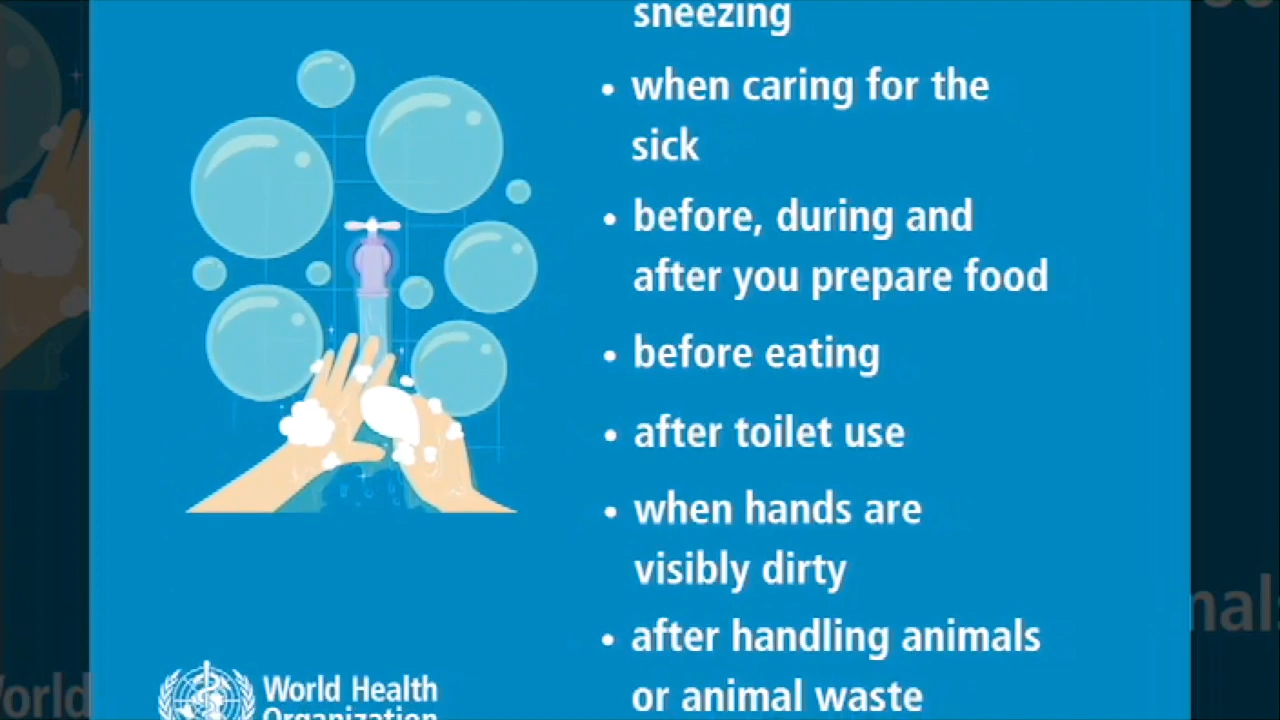 sneezing
• when caring for the
sick
• before, during and
after you prepare food
• before eating
• after toilet use
• when hands are
visibly dirty
• after handling animals
or animal waste
World Health
Organization